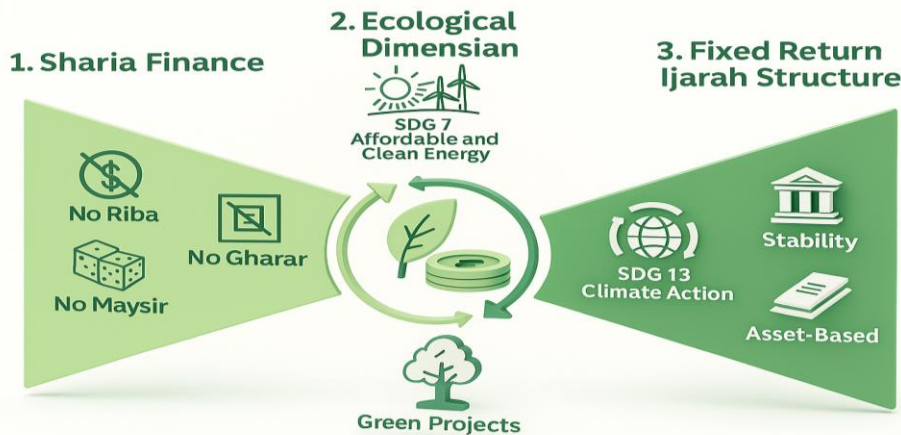 1. Sharia Finance
No Riba
No Gharar
No Maysir
2. Ecological
Dimensian
SDG 7
Affordable and
Clean Energy
Green Projects
3. Fixed Return
Ijarah Structure
SDG 13
Climate Action
Stability
Asset-Based